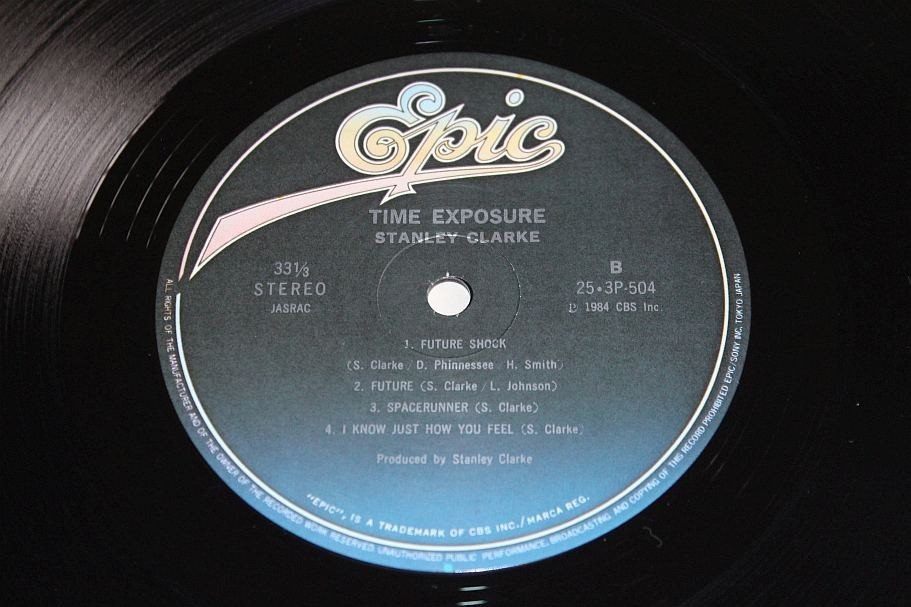 Epic
TIME EXPOSURE
STANLEY CLARKE
33⅓
STEREO
JASRAC
B
25•3P-504
Ⓟ 1984 CBS Inc.
1. FUTURE SHOCK
(S. Clarke / D. Phinnessee / H. Smith)
2. FUTURE (S. Clarke / L. Johnson)
3. SPACERUNNER (S. Clarke)
4. I KNOW JUST HOW YOU FEEL (S. Clarke)
Produced by Stanley Clarke
"EPIC", IS A TRADEMARK OF CBS INC./MARCA REG.
ALL RIGHTS OF THE MANUFACTURER AND OF THE OWNER OF THE RECORDED WORK RESERVED. UNAUTHORIZED PUBLIC PERFORMANCE, BROADCASTING AND COPYING OF THIS RECORD PROHIBITED EPIC/SONY INC. TOKYO JAPAN